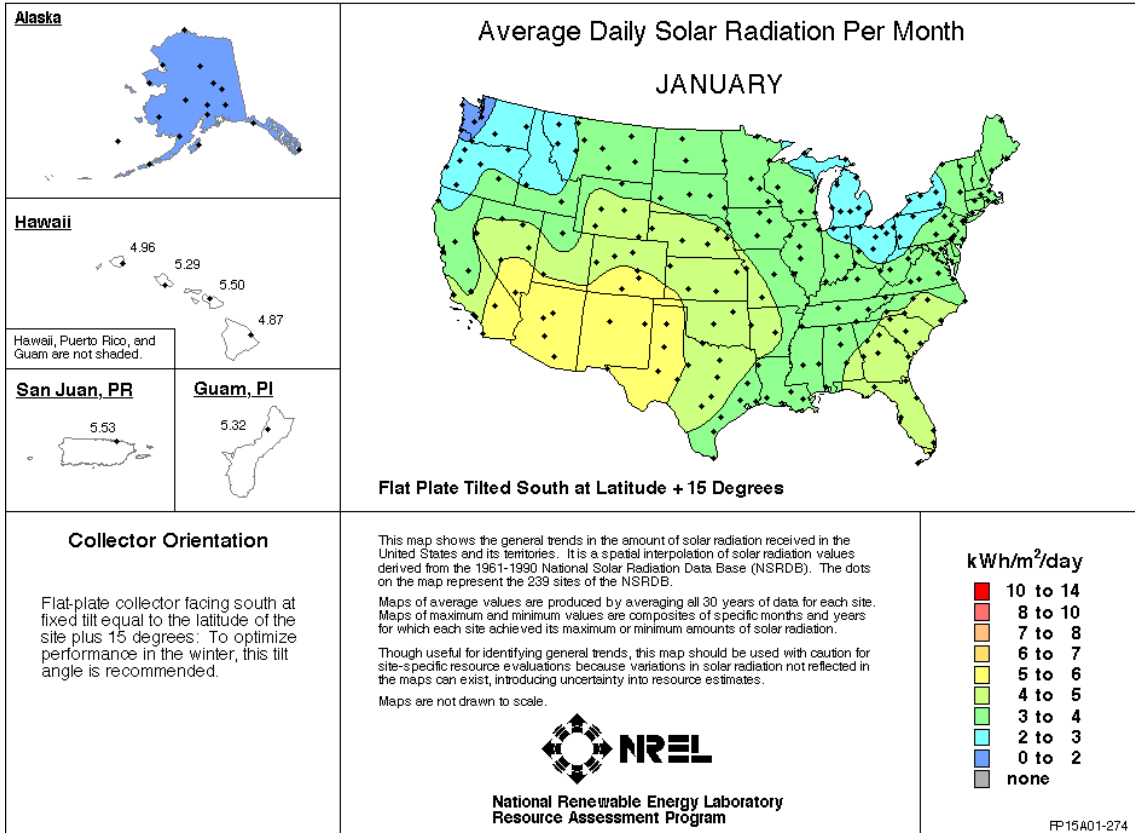 Alaska
Average Daily Solar Radiation Per Month
JANUARY
Hawaii
4.96
5.29
5.50
4.87
Hawaii, Puerto Rico, and
Guam are not shaded.
San Juan, PR
5.53
Guam, PI
5.32
Flat Plate Tilted South at Latitude + 15 Degrees
Collector Orientation
Flat-plate collector facing south at
fixed tilt equal to the latitude of the
site plus 15 degrees: To optimize
performance in the winter, this tilt
angle is recommended.
This map shows the general trends in the amount of solar radiation received in the
United States and its territories. It is a spatial interpolation of solar radiation values
derived from the 1961-1990 National Solar Radiation Data Base (NSRDB). The dots
on the map represent the 239 sites of the NSRDB.
Maps of average values are produced by averaging all 30 years of data for each site.
Maps of maximum and minimum values are composites of specific months and years
for which each site achieved its maximum or minimum amounts of solar radiation.
Though useful for identifying general trends, this map should be used with caution for
site-specific resource evaluations because variations in solar radiation not reflected in
the maps can exist, introducing uncertainty into resource estimates.
Maps are not drawn to scale.
NREL
National Renewable Energy Laboratory
Resource Assessment Program
kWh/m²/day
10 to 14
8 to 10
7 to 8
6 to 7
5 to 6
4 to 5
3 to 4
2 to 3
0 to 2
none
FP15A01-274